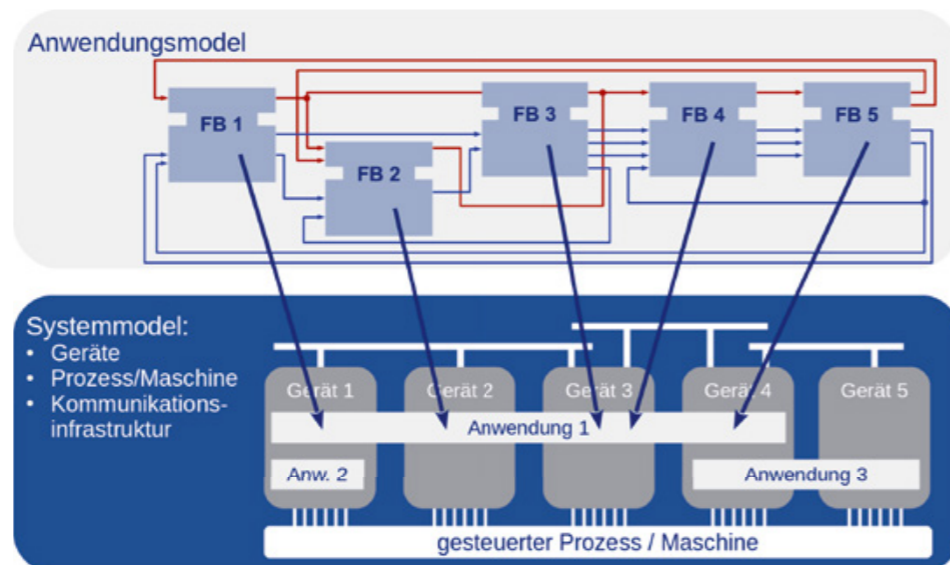 Anwendungsmodel
FB 1
FB 2
FB 3
FB 4
FB 5
Systemmodel:
• Geräte
• Prozess/Maschine
• Kommunikations-
infrastruktur
Gerät 1
Gerät 2
Gerät 3
Gerät 4
Gerät 5
Anwendung 1
Anw. 2
Anwendung 3
gesteuerter Prozess / Maschine